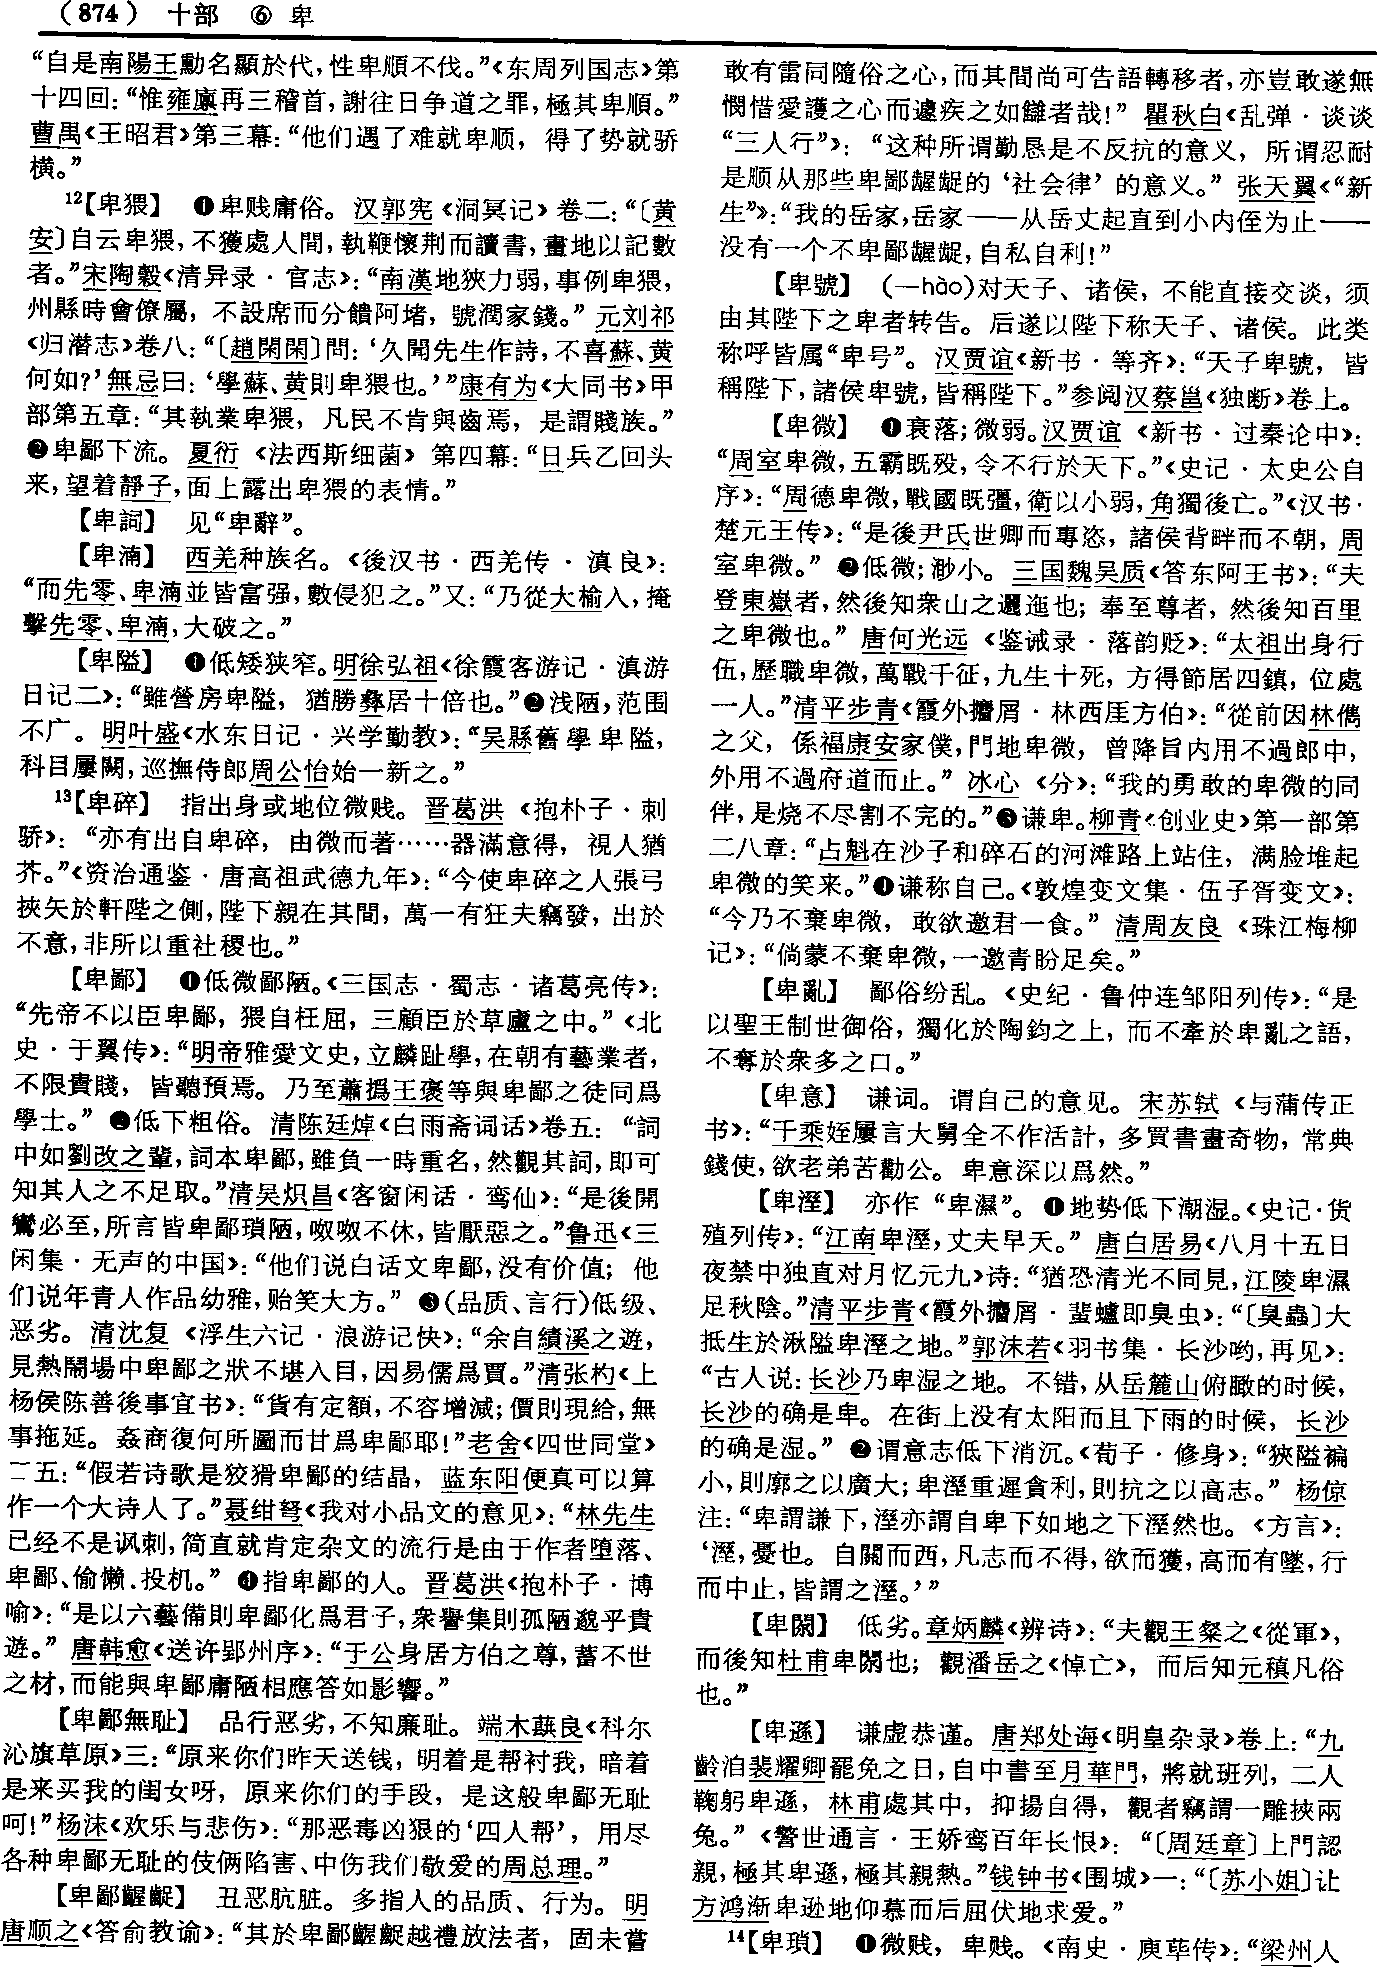 （874） 十部 ⑥ 卑
“自是南陽王勳名顯於代，性卑順不伐。”《东周列国志》第
十四回：“惟雍廪再三稽首，謝往日争道之罪，極其卑順。”
曹禺《王昭君》第三幕：“他们遇了难就卑顺，得了势就骄
横。”
12【卑猥】 ❶卑贱庸俗。汉郭宪《洞冥记》卷二：“〔黄
安〕自云卑猥，不獲處人間，執鞭懷荆而讀書，畫地以記數
者。”宋陶穀《清异录·官志》：“南漢地狹力弱，事例卑猥，
州縣時會僚屬，不設席而分饋阿堵，號潤家錢。”元刘祁
《归潜志》卷八：“〔趙閑閑〕問：‘久聞先生作詩，不喜蘇、黄
何如？’無忌曰：‘學蘇、黄則卑猥也。’”康有为《大同书》甲
部第五章：“其執業卑猥，凡民不肯與齒焉，是謂賤族。”
❷卑鄙下流。夏衍《法西斯细菌》第四幕：“日兵乙回头
来，望着靜子，面上露出卑猥的表情。”
【卑詞】 见“卑辭”。
【卑湳】 西羌种族名。《後汉书·西羌传·滇良》：
“而先零、卑湳並皆富强，數侵犯之。”又：“乃從大榆入，掩
擊先零、卑湳，大破之。”
【卑隘】 ❶低矮狭窄。明徐弘祖《徐霞客游记·滇游
日记二》：“雖營房卑隘，猶勝彝居十倍也。”❷浅陋，范围
不广。明叶盛《水东日记·兴学勤教》：“吴縣舊學卑隘，
科目屢闕，巡撫侍郎周公怡始一新之。”
13【卑碎】 指出身或地位微贱。晋葛洪《抱朴子·刺
骄》：“亦有出自卑碎，由微而著……器滿意得，視人猶
芥。”《资治通鉴·唐高祖武德九年》：“今使卑碎之人張弓
挾矢於軒陛之側，陛下親在其間，萬一有狂夫竊發，出於
不意，非所以重社稷也。”
【卑鄙】 ❶低微鄙陋。《三国志·蜀志·诸葛亮传》：
“先帝不以臣卑鄙，猥自枉屈，三顧臣於草廬之中。”《北
史·于翼传》：“明帝雅愛文史，立麟趾學，在朝有藝業者，
不限貴賤，皆聽預焉。乃至蕭撝王褒等與卑鄙之徒同爲
學士。”❷低下粗俗。清陈廷焯《白雨斋词话》卷五：“詞
中如劉改之輩，詞本卑鄙，雖負一時重名，然觀其詞，即可
知其人之不足取。”清吴炽昌《客窗闲话·鸾仙》：“是後開
鸞必至，所言皆卑鄙瑣陋，呶呶不休，皆厭惡之。”鲁迅《三
闲集·无声的中国》：“他们说白话文卑鄙，没有价值；他
们说年青人作品幼雅，贻笑大方。”❸（品质、言行）低级、
恶劣。清沈复《浮生六记·浪游记快》：“余自績溪之遊，
見熱鬧場中卑鄙之狀不堪入目，因易儒爲賈。”清张杓《上
杨侯陈善後事宜书》：“貨有定額，不容增減；價則現給，無
事拖延。姦商復何所圖而甘爲卑鄙耶！”老舍《四世同堂》
二五：“假若诗歌是狡猾卑鄙的结晶，蓝东阳便真可以算
作一个大诗人了。”聂绀弩《我对小品文的意见》：“林先生
已经不是讽刺，简直就肯定杂文的流行是由于作者堕落、
卑鄙、偷懒、投机。”❹指卑鄙的人。晋葛洪《抱朴子·博
喻》：“是以六藝備則卑鄙化爲君子，衆譽集則孤陋邈乎貴
遊。”唐韩愈《送许郢州序》：“于公身居方伯之尊，蓄不世
之材，而能與卑鄙庸陋相應答如影響。”
【卑鄙無耻】 品行恶劣，不知廉耻。端木蕻良《科尔
沁旗草原》三：“原来你们昨天送钱，明着是帮衬我，暗着
是来买我的闺女呀，原来你们的手段，是这般卑鄙无耻
呵！”杨沫《欢乐与悲伤》：“那恶毒凶狠的‘四人帮’，用尽
各种卑鄙无耻的伎俩陷害、中伤我们敬爱的周总理。”
【卑鄙齷齪】 丑恶肮脏。多指人的品质、行为。明
唐顺之《答俞教谕》：“其於卑鄙齷齪越禮放法者，固未嘗
敢有雷同隨俗之心，而其間尚可告語轉移者，亦豈敢遂無
憫惜愛護之心而遽疾之如讎者哉！”瞿秋白《乱弹·谈谈
“三人行”》：“这种所谓勤恳是不反抗的意义，所谓忍耐
是顺从那些卑鄙龌龊的‘社会律’的意义。”张天翼《“新
生”》：“我的岳家，岳家——从岳丈起直到小内侄为止——
没有一个不卑鄙龌龊，自私自利！”
【卑號】 （—hào）对天子、诸侯，不能直接交谈，须
由其陛下之卑者转告。后遂以陛下称天子、诸侯。此类
称呼皆属“卑号”。汉贾谊《新书·等齐》：“天子卑號，皆
稱陛下，諸侯卑號，皆稱陛下。”参阅汉蔡邕《独断》卷上。
【卑微】 ❶衰落；微弱。汉贾谊《新书·过秦论中》：
“周室卑微，五霸既殁，令不行於天下。”《史记·太史公自
序》：“周德卑微，戰國既彊，衛以小弱，角獨後亡。”《汉书·
楚元王传》：“是後尹氏世卿而專恣，諸侯背畔而不朝，周
室卑微。”❷低微；渺小。三国魏吴质《答东阿王书》：“夫
登東嶽者，然後知衆山之邐迤也；奉至尊者，然後知百里
之卑微也。”唐何光远《鉴诫录·落韵贬》：“太祖出身行
伍，歷職卑微，萬戰千征，九生十死，方得節居四鎮，位處
一人。”清平步青《霞外攟屑·林西厓方伯》：“從前因林儁
之父，係福康安家僕，門地卑微，曾降旨内用不過郎中，
外用不過府道而止。”冰心《分》：“我的勇敢的卑微的同
伴，是烧不尽割不完的。”❸谦卑。柳青《创业史》第一部第
二八章：“占魁在沙子和碎石的河滩路上站住，满脸堆起
卑微的笑来。”❹谦称自己。《敦煌变文集·伍子胥变文》：
“今乃不棄卑微，敢欲邀君一食。”清周友良《珠江梅柳
记》：“倘蒙不棄卑微，一邀青盼足矣。”
【卑亂】 鄙俗纷乱。《史纪·鲁仲连邹阳列传》：“是
以聖王制世御俗，獨化於陶鈞之上，而不牽於卑亂之語，
不奪於衆多之口。”
【卑意】 谦词。谓自己的意见。宋苏轼《与蒲传正
书》：“千乘姪屢言大舅全不作活計，多買書畫奇物，常典
錢使，欲老弟苦勸公。卑意深以爲然。”
【卑溼】 亦作“卑濕”。❶地势低下潮湿。《史记·货
殖列传》：“江南卑溼，丈夫早夭。”唐白居易《八月十五日
夜禁中独直对月忆元九》诗：“猶恐清光不同見，江陵卑濕
足秋陰。”清平步青《霞外攟屑·蜚蠦即臭虫》：“〔臭蟲〕大
抵生於湫隘卑溼之地。”郭沫若《羽书集·长沙哟，再见》：
“古人说：长沙乃卑湿之地。不错，从岳麓山俯瞰的时候，
长沙的确是卑。在街上没有太阳而且下雨的时候，长沙
的确是湿。”❷谓意志低下消沉。《荀子·修身》：“狹隘褊
小，則廓之以廣大；卑溼重遲貪利，則抗之以高志。”杨倞
注：“卑謂謙下，溼亦謂自卑下如地之下溼然也。《方言》：
‘溼，憂也。自關而西，凡志而不得，欲而獲，高而有墜，行
而中止，皆謂之溼。’”
【卑閷】 低劣。章炳麟《辨诗》：“夫觀王粲之《從軍》，
而後知杜甫卑閷也；觀潘岳之《悼亡》，而后知元稹凡俗
也。”
【卑遜】 谦虚恭谨。唐郑处诲《明皇杂录》卷上：“九
齡洎裴耀卿罷免之日，自中書至月華門，將就班列，二人
鞠躬卑遜，林甫處其中，抑揚自得，觀者竊謂一鵰挾兩
兔。”《警世通言·王娇鸾百年长恨》：“〔周廷章〕上門認
親，極其卑遜，極其親熱。”钱钟书《围城》一：“〔苏小姐〕让
方鸿渐卑逊地仰慕而后屈伏地求爱。”
14【卑瑣】 ❶微贱，卑贱。《南史·庾荜传》：“梁州人